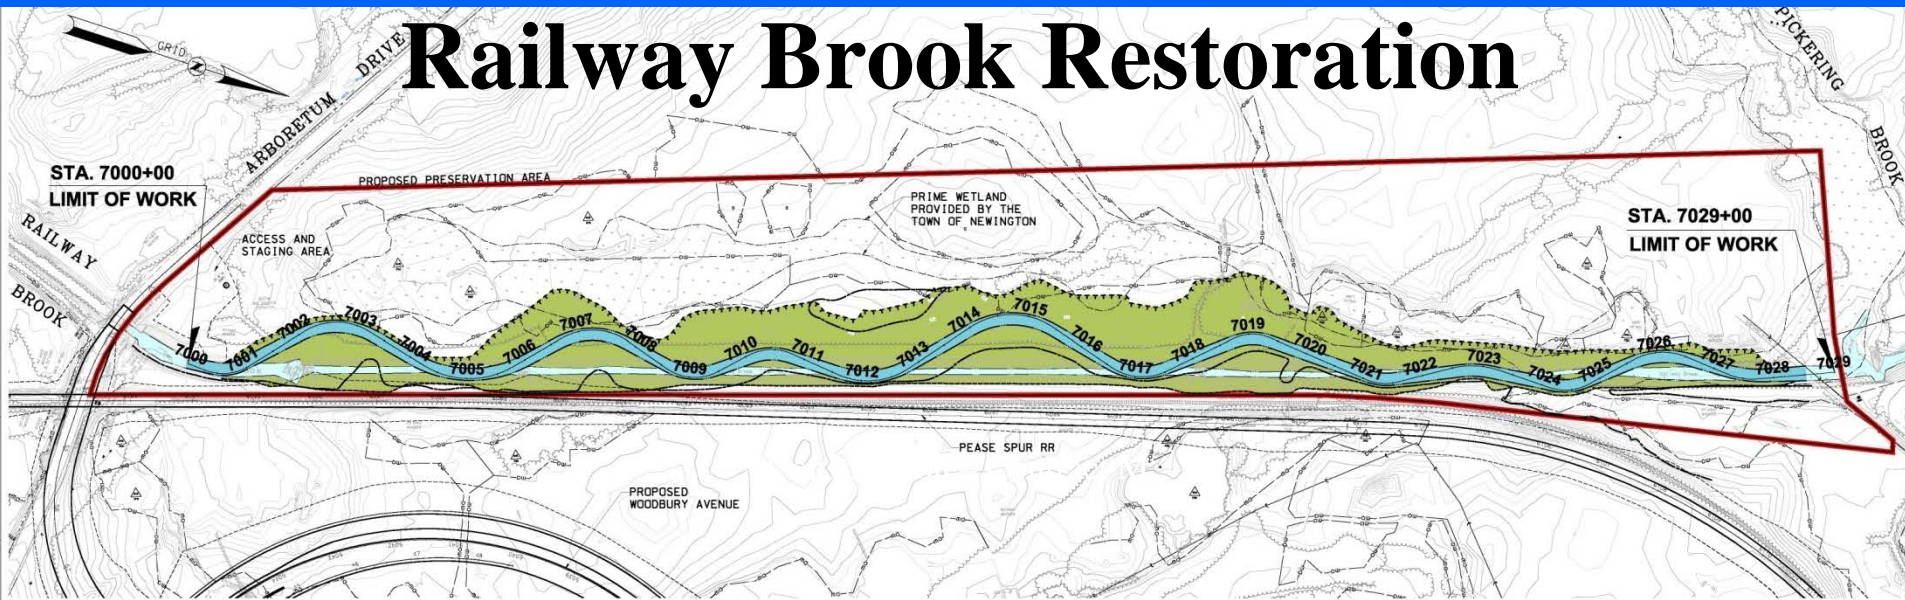 Railway Brook Restoration
GRID
ARBORETUM DRIVE
PICKERING
BROOK
STA. 7000+00
LIMIT OF WORK
PROPOSED PRESERVATION AREA
PRIME WETLAND
PROVIDED BY THE
TOWN OF NEWINGTON
STA. 7029+00
LIMIT OF WORK
RAILWAY
BROOK
ACCESS AND
STAGING AREA
7000
7001
7002
7003
7004
7005
7006
7007
7008
7009
7010
7011
7012
7013
7014
7015
7016
7017
7018
7019
7020
7021
7022
7023
7024
7025
7026
7027
7028
7029
PEASE SPUR RR
PROPOSED
WOODBURY AVENUE